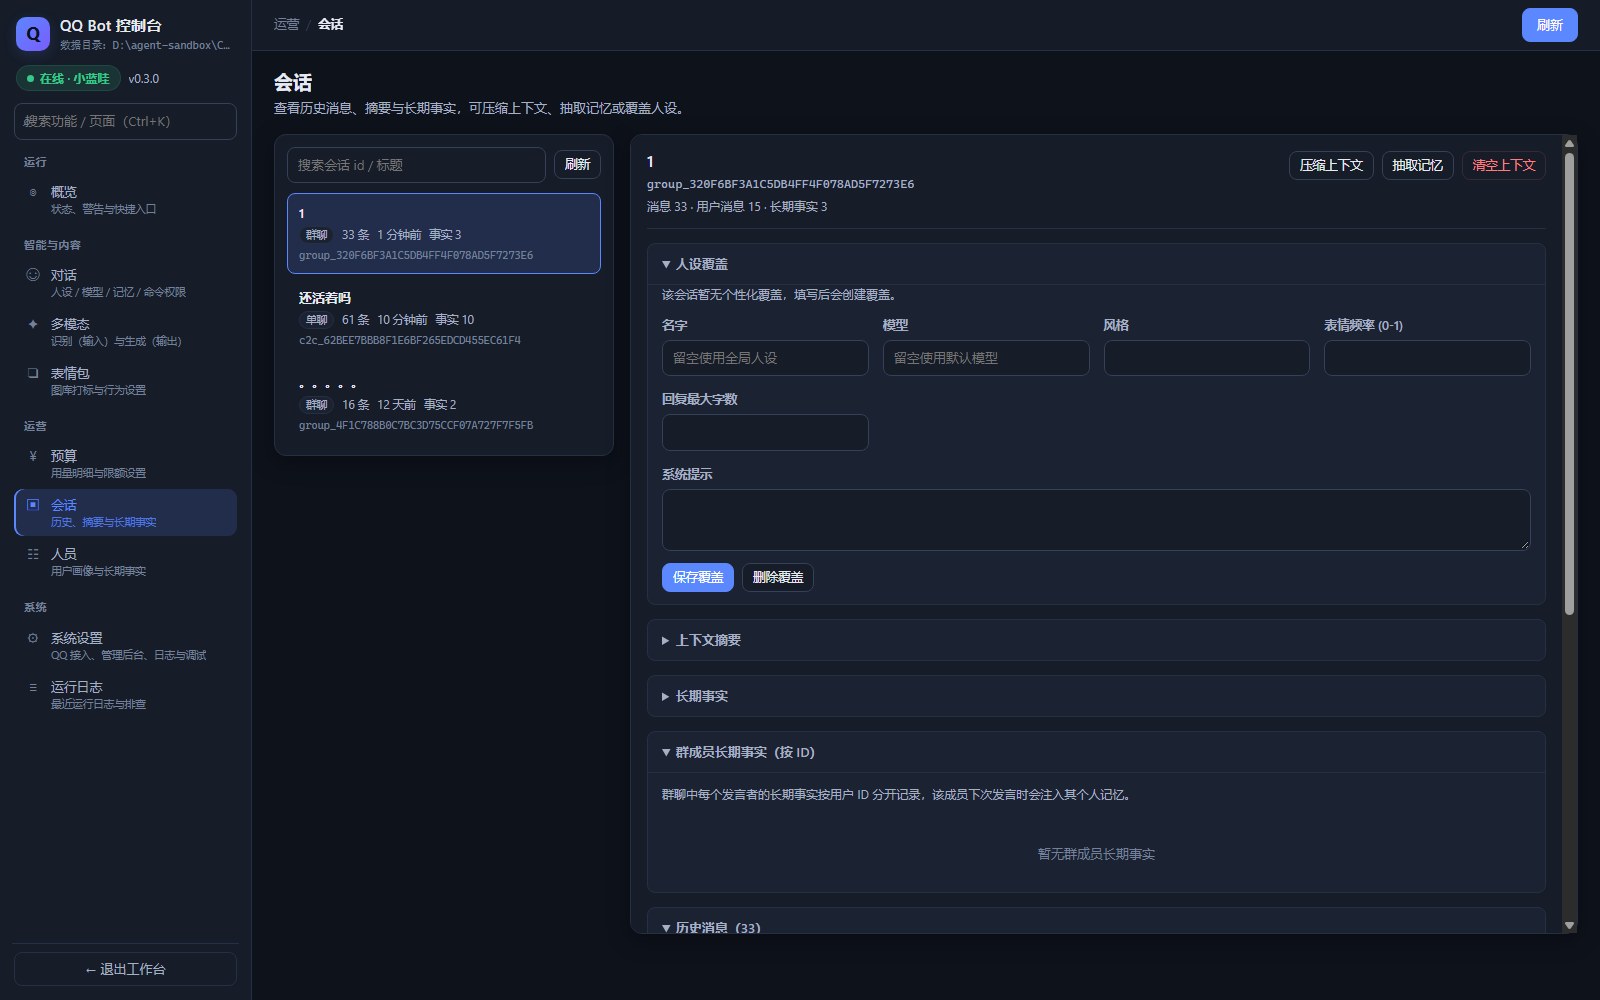 Q
QQ Bot 控制台
数据目录: D:\agent-sandbox\C…
在线 · 小蓝哇
v0.3.0
搜索功能 / 页面（Ctrl+K）
运行
概览
状态、警告与快捷入口
智能与内容
对话
人设 / 模型 / 记忆 / 命令权限
多模态
识别（输入）与生成（输出）
表情包
图库打标与行为设置
运营
¥ 预算
用量明细与限额设置
会话
历史、摘要与长期事实
人员
用户画像与长期事实
系统
系统设置
QQ 接入、管理后台、日志与调试
运行日志
最近运行日志与排查
← 退出工作台
运营 / 会话
刷新
会话
查看历史消息、摘要与长期事实，可压缩上下文、抽取记忆或覆盖人设。
搜索会话 id / 标题
刷新
1
群聊 33 条 1 分钟前 事实 3
group_320F6BF3A1C5DB4FF4F078AD5F7273E6
还活着吗
单聊 61 条 10 分钟前 事实 10
c2c_62BEE7BBB8F1E6BF265EDCD455EC61F4
。。。。。
群聊 16 条 12 天前 事实 2
group_4F1C788B0C7BC3D75CCF07A727F7F5FB
1
group_320F6BF3A1C5DB4FF4F078AD5F7273E6
消息 33 · 用户消息 15 · 长期事实 3
压缩上下文
抽取记忆
清空上下文
▼ 人设覆盖
该会话暂无个性化覆盖，填写后会创建覆盖。
名字
模型
风格
表情频率 (0-1)
留空使用全局人设
留空使用默认模型
回复最大字数
系统提示
保存覆盖
删除覆盖
▶ 上下文摘要
▶ 长期事实
▼ 群成员长期事实（按 ID）
群聊中每个发言者的长期事实按用户 ID 分开记录，该成员下次发言时会注入其个人记忆。
暂无群成员长期事实
▼ 历史消息（33）